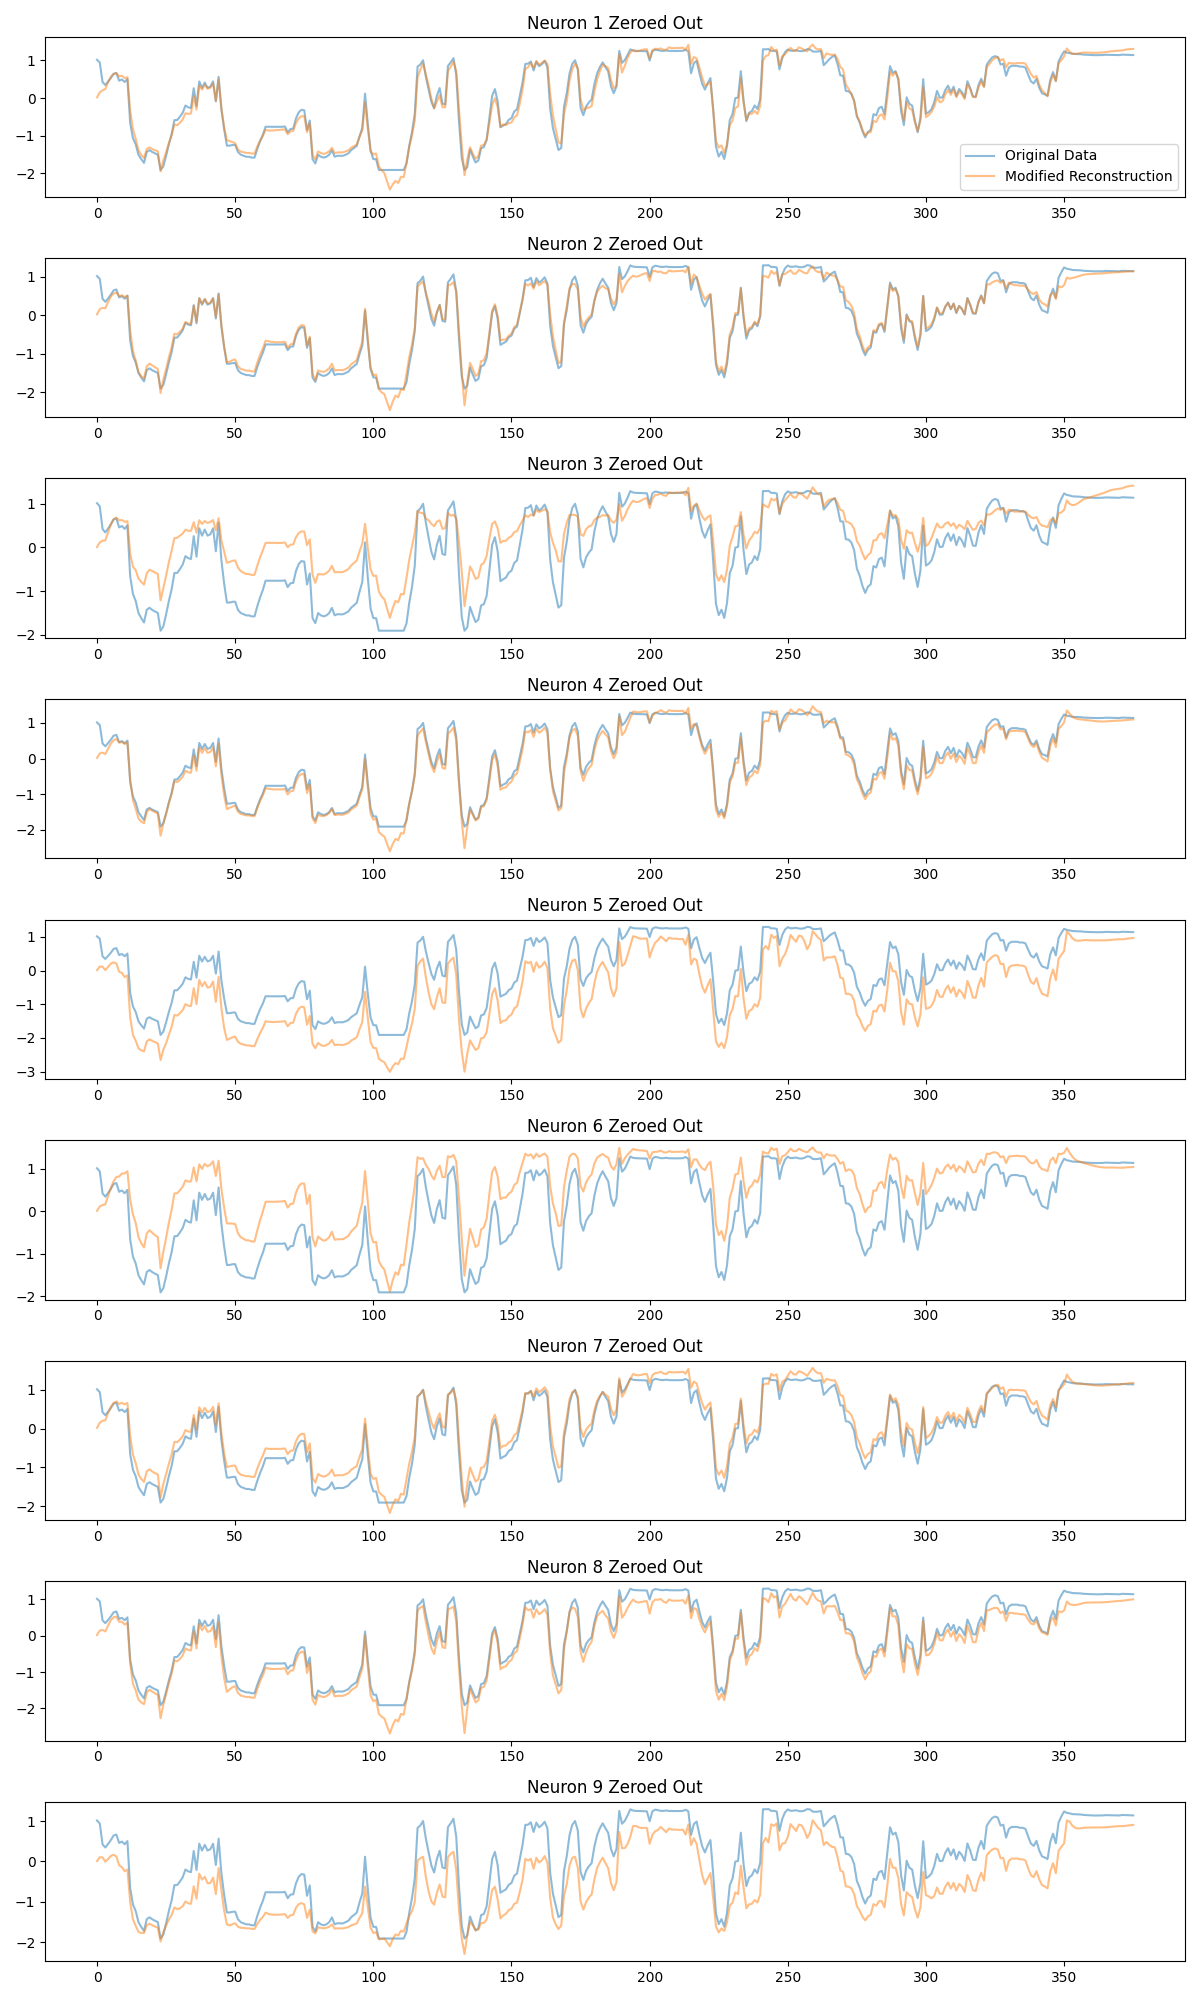 Neuron 1 Zeroed Out
1
0
−1
−2
Original Data
Modified Reconstruction
0 50 100 150 200 250 300 350
Neuron 2 Zeroed Out
1
0
−1
−2
0 50 100 150 200 250 300 350
Neuron 3 Zeroed Out
1
0
−1
−2
0 50 100 150 200 250 300 350
Neuron 4 Zeroed Out
1
0
−1
−2
0 50 100 150 200 250 300 350
Neuron 5 Zeroed Out
1
0
−1
−2
−3
0 50 100 150 200 250 300 350
Neuron 6 Zeroed Out
1
0
−1
−2
0 50 100 150 200 250 300 350
Neuron 7 Zeroed Out
1
0
−1
−2
0 50 100 150 200 250 300 350
Neuron 8 Zeroed Out
1
0
−1
−2
0 50 100 150 200 250 300 350
Neuron 9 Zeroed Out
1
0
−1
−2
0 50 100 150 200 250 300 350